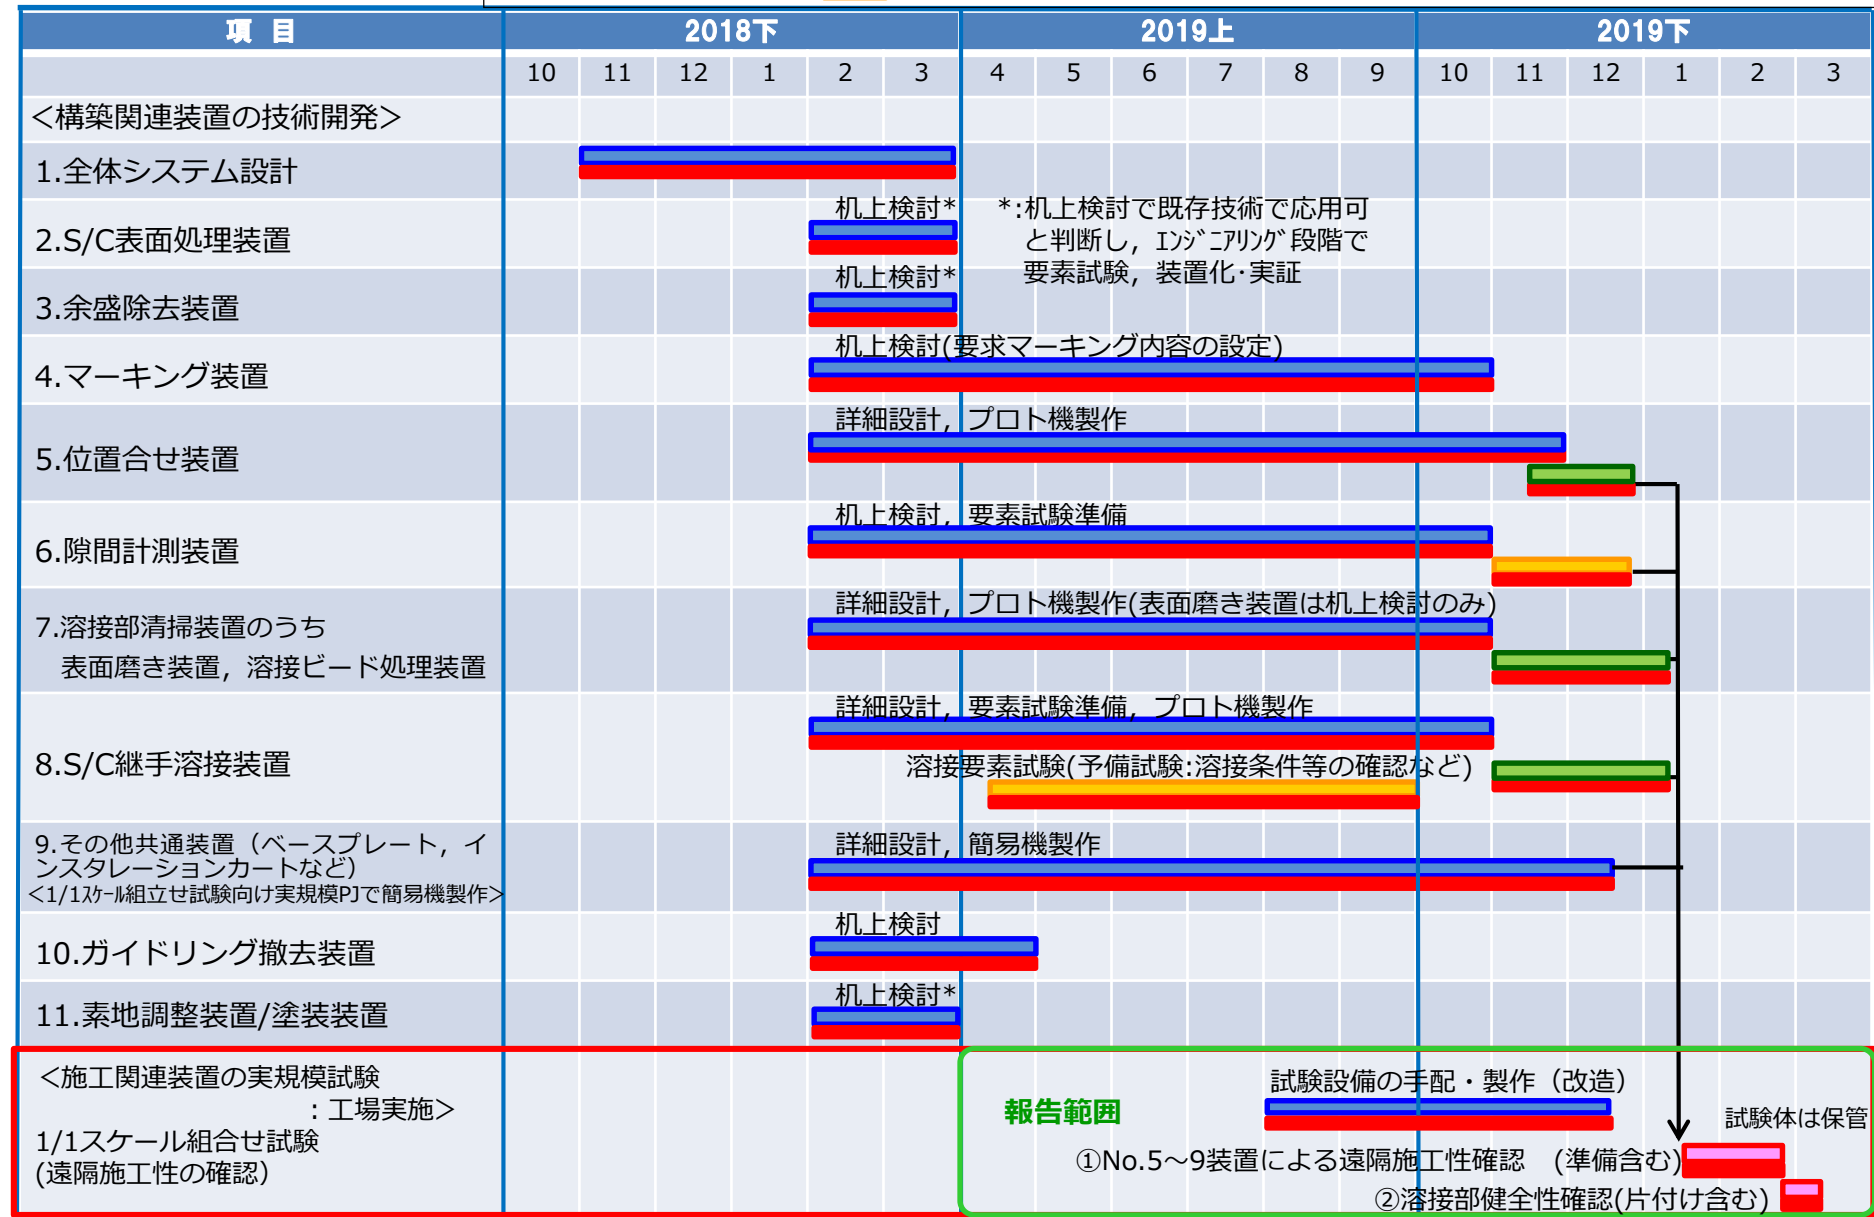 項 目 2018下 2019上 2019下
10 11 12 1 2 3 4 5 6 7 8 9 10 11 12 1 2 3
＜構築関連装置の技術開発＞
1.全体システム設計
机上検討*
2.S/C表面処理装置
*:机上検討で既存技術で応用可
と判断し，ｴﾝｼﾞﾆｱﾘﾝｸﾞ段階で
要素試験，装置化･実証
机上検討*
3.余盛除去装置
机上検討(要求マーキング内容の設定)
4.マーキング装置
詳細設計，プロト機製作
5.位置合せ装置
机上検討，要素試験準備
6.隙間計測装置
詳細設計，プロト機製作(表面磨き装置は机上検討のみ)
7.溶接部清掃装置のうち
表面磨き装置，溶接ビード処理装置
詳細設計，要素試験準備，プロト機製作
8.S/C継手溶接装置
溶接要素試験(予備試験:溶接条件等の確認など)
9.その他共通装置（ベースプレート，イ
ンスタレーションカートなど）
＜1/1ｽｹｰﾙ組立せ試験向け実規模PJで簡易機製作＞
詳細設計，簡易機製作
机上検討
10.ガイドリング撤去装置
机上検討*
11.素地調整装置/塗装装置
＜施工関連装置の実規模試験
：工場実施＞
1/1スケール組合せ試験
(遠隔施工性の確認）
報告範囲
試験設備の手配・製作（改造）
試験体は保管
①No.5～9装置による遠隔施工性確認 (準備含む)
②溶接部健全性確認(片付け含む)